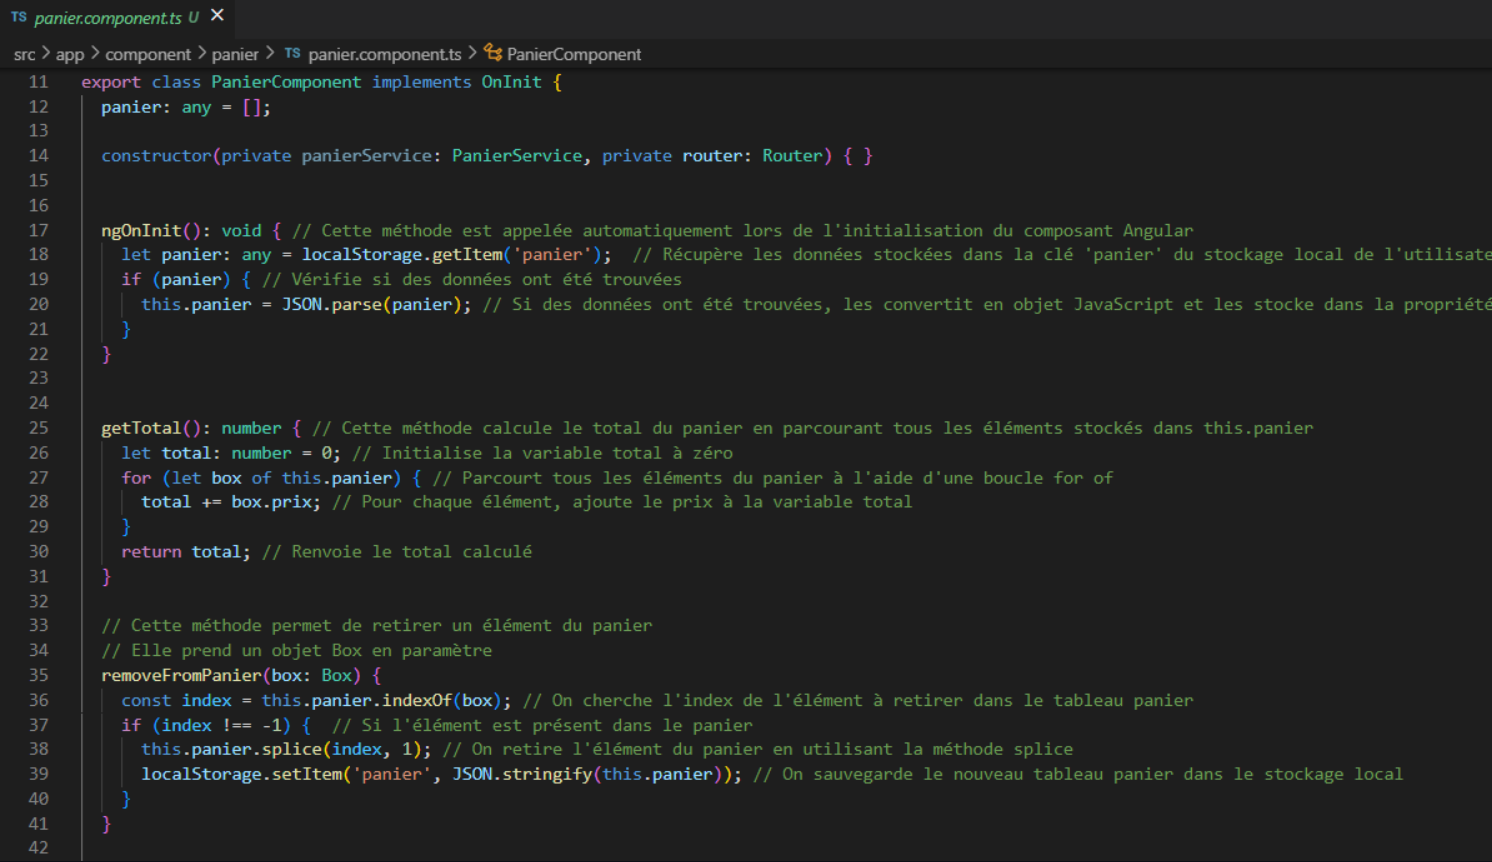 TS panier.component.ts U ×
src > app > component > panier > TS panier.component.ts > PanierComponent
11 export class PanierComponent implements OnInit {
12 panier: any = [];
13
14 constructor(private panierService: PanierService, private router: Router) { }
15
16
17 ngOnInit(): void { // Cette méthode est appelée automatiquement lors de l'initialisation du composant Angular
18 let panier: any = localStorage.getItem('panier');  // Récupère les données stockées dans la clé 'panier' du stockage local de l'utilisate
19 if (panier) { // Vérifie si des données ont été trouvées
20 this.panier = JSON.parse(panier); // Si des données ont été trouvées, les convertit en objet JavaScript et les stocke dans la propriété
21 }
22 }
23
24
25 getTotal(): number { // Cette méthode calcule le total du panier en parcourant tous les éléments stockés dans this.panier
26 let total: number = 0; // Initialise la variable total à zéro
27 for (let box of this.panier) { // Parcourt tous les éléments du panier à l'aide d'une boucle for of
28 total += box.prix; // Pour chaque élément, ajoute le prix à la variable total
29 }
30 return total; // Renvoie le total calculé
31 }
32
33 // Cette méthode permet de retirer un élément du panier
34 // Elle prend un objet Box en paramètre
35 removeFromPanier(box: Box) {
36 const index = this.panier.indexOf(box); // On cherche l'index de l'élément à retirer dans le tableau panier
37 if (index !== -1) {  // Si l'élément est présent dans le panier
38 this.panier.splice(index, 1); // On retire l'élément du panier en utilisant la méthode splice
39 localStorage.setItem('panier', JSON.stringify(this.panier)); // On sauvegarde le nouveau tableau panier dans le stockage local
40 }
41 }
42